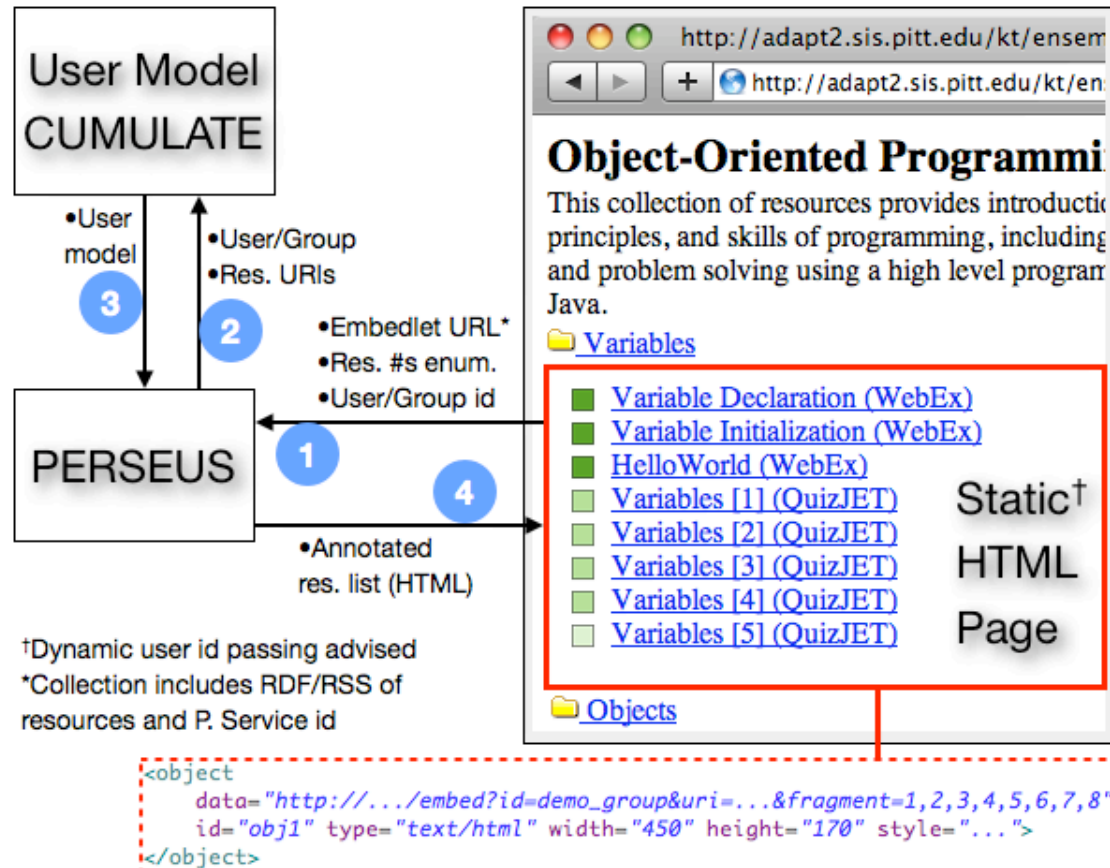 User Model
CUMULATE
•User
model
3
2
•User/Group
•Res. URIs
•Embedlet URL*
•Res. #s enum.
•User/Group id
1
PERSEUS
4
•Annotated
res. list (HTML)
†Dynamic user id passing advised
*Collection includes RDF/RSS of
resources and P. Service id
http://adapt2.sis.pitt.edu/kt/ensem
http://adapt2.sis.pitt.edu/kt/en
Object-Oriented Programmi
This collection of resources provides introducti
principles, and skills of programming, including
and problem solving using a high level program
Java.
Variables
Variable Declaration (WebEx)
Variable Initialization (WebEx)
HelloWorld (WebEx)
Variables [1] (QuizJET)
Variables [2] (QuizJET)
Variables [3] (QuizJET)
Variables [4] (QuizJET)
Variables [5] (QuizJET)
Static†
HTML
Page
Objects
<object
data="http://.../embed?id=demo_group&uri=...&fragment=1,2,3,4,5,6,7,8"
id="obj1" type="text/html" width="450" height="170" style="...">
</object>